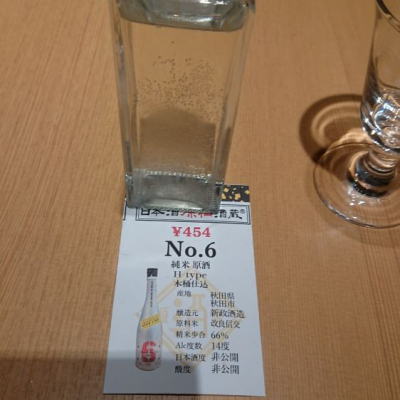 日本酒原価酒蔵®
¥454
No.6
純米 原酒
H type
木桶仕込
産地 秋田県
秋田市
醸造元 新政酒造
原料米 改良信交
精米歩合 66%
Alc度数 14度
日本酒度 非公開
酸度 非公開